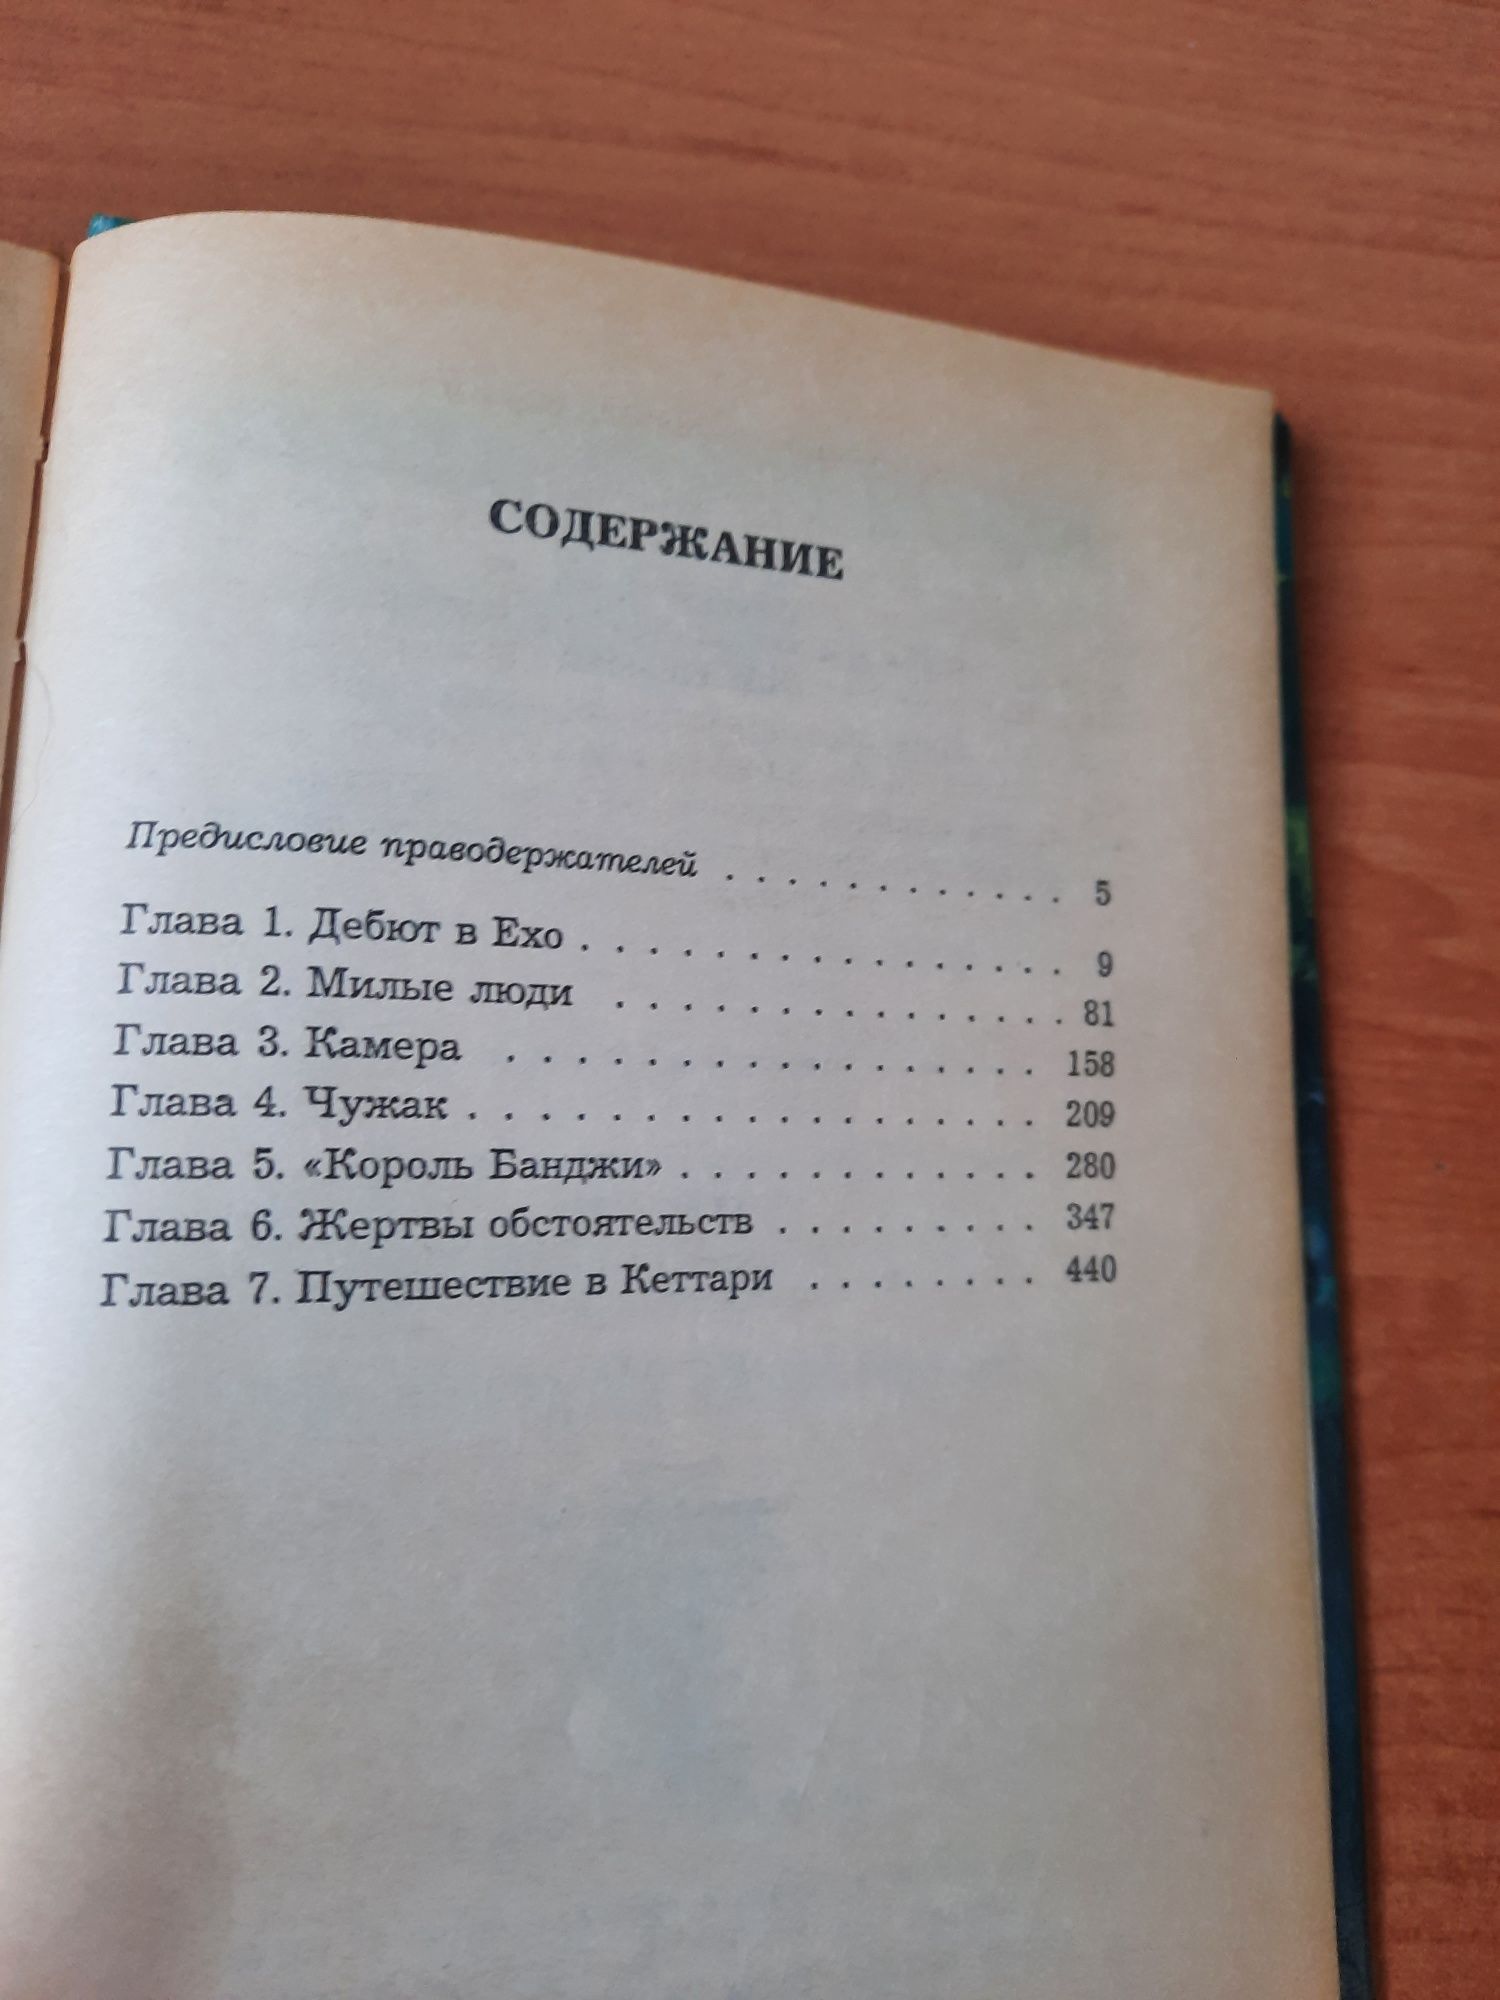 СОДЕРЖАНИЕ
Предисловие праводержателей . . . . . . . . . . . 5
Глава 1. Дебют в Ехо . . . . . . . . . . . . . . . 9
Глава 2. Милые люди . . . . . . . . . . . . . . 81
Глава 3. Камера . . . . . . . . . . . . . . . 158
Глава 4. Чужак . . . . . . . . . . . . . . . . . 209
Глава 5. «Король Банджи» . . . . . . . . . . . 280
Глава 6. Жертвы обстоятельств . . . . . . . . . 347
Глава 7. Путешествие в Кеттари . . . . . . . . 440